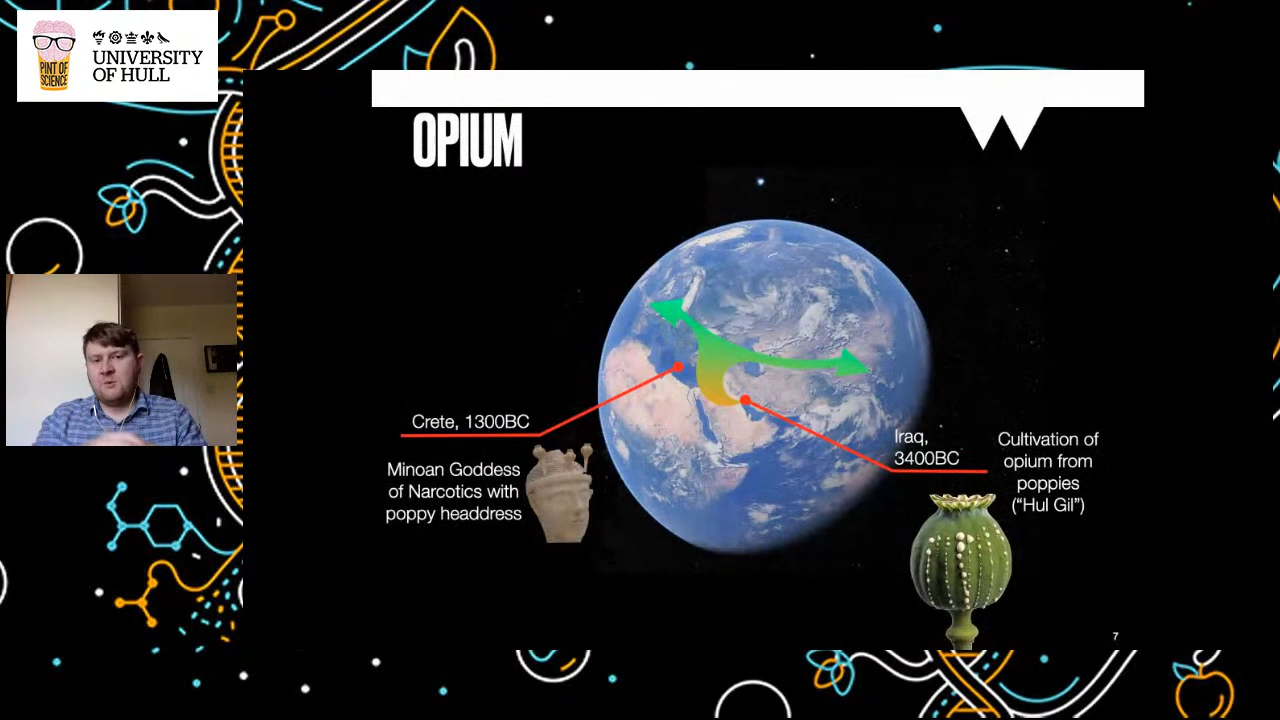 PINT OF
SCIENCE
UNIVERSITY
OF HULL
OPIUM
Crete, 1300BC
Minoan Goddess
of Narcotics with
poppy headdress
Iraq,
3400BC
Cultivation of
opium from
poppies
(“Hul Gil”)
7